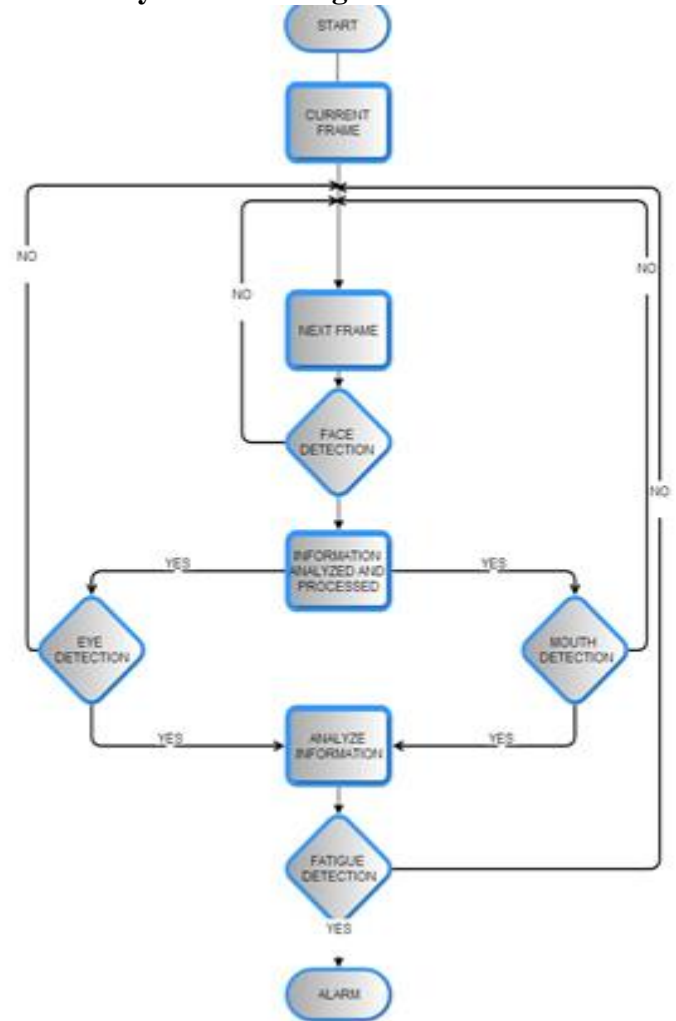 START
CURRENT
FRAME
NO
NO
NO
NEXT FRAME
FACE
DETECTION
NO
INFORMATION
ANALYZED AND
PROCESSED
YES
YES
EYE
DETECTION
MOUTH
DETECTION
ANALYZE
INFORMATION
YES
YES
FATIGUE
DETECTION
YES
ALARM